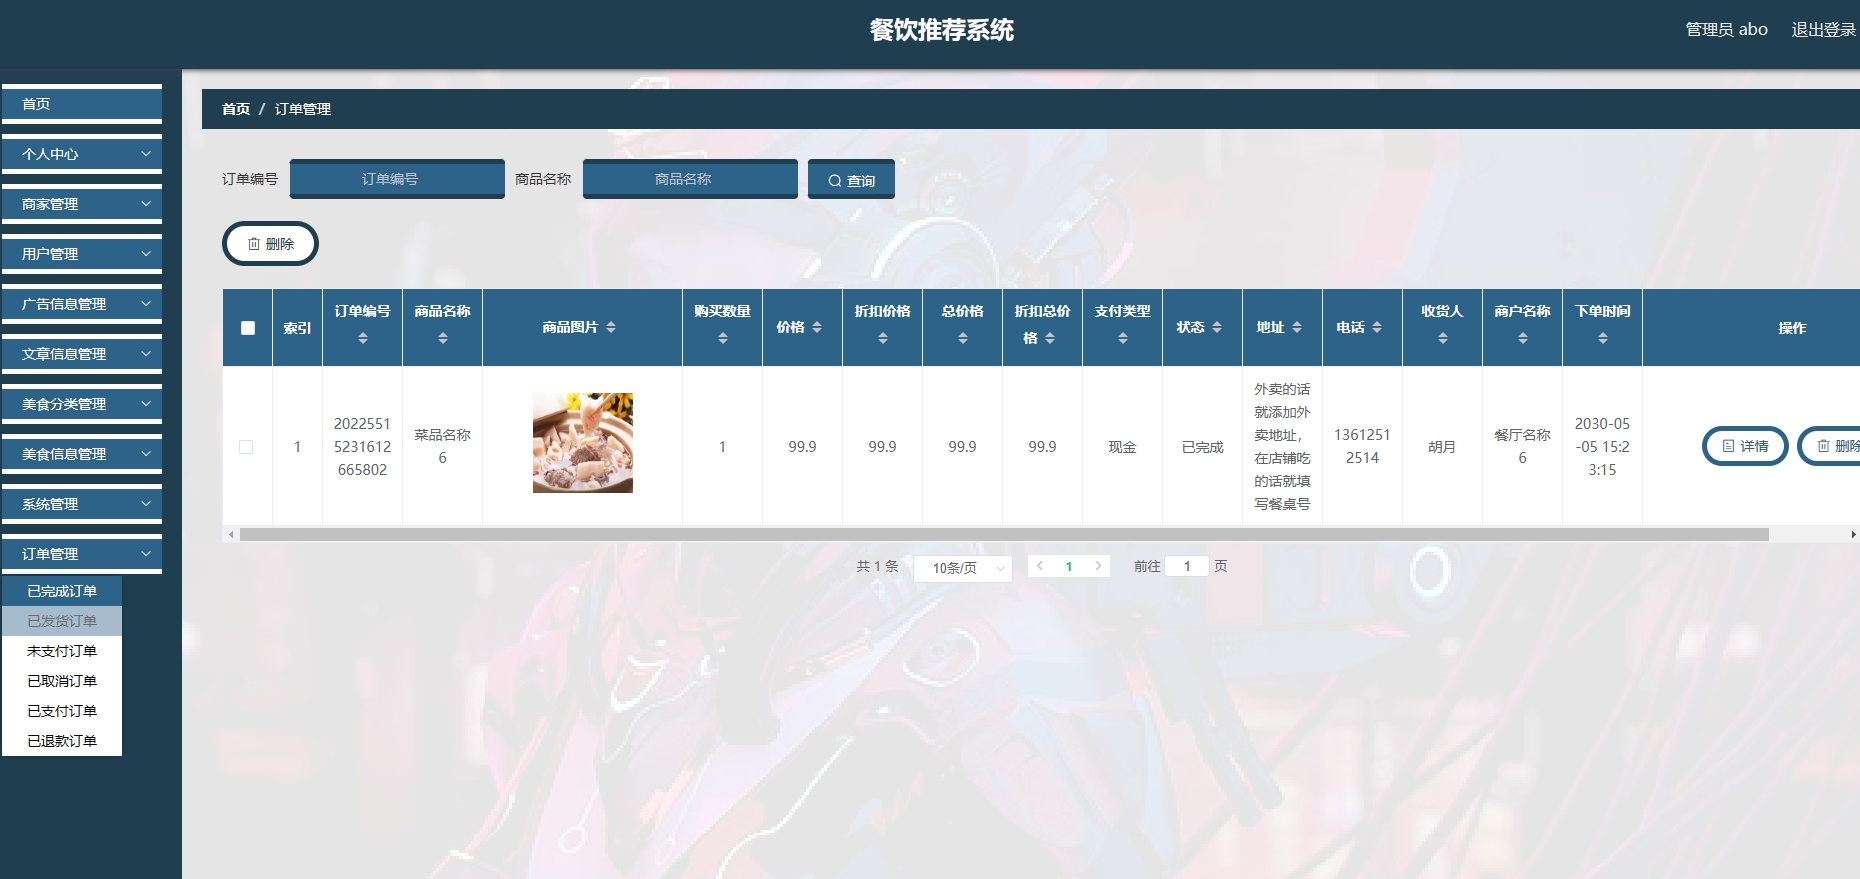 餐饮推荐系统
管理员 abo 退出登录
首页
个人中心
商家管理
用户管理
广告信息管理
文章信息管理
美食分类管理
美食信息管理
系统管理
订单管理
已完成订单
已发货订单
未支付订单
已取消订单
已支付订单
已退款订单
首页 / 订单管理
订单编号 订单编号 商品名称 商品名称 查询
删除
索引
订单编号
商品名称
商品图片
购买数量
价格
折扣价格
总价格
折扣总价
格
支付类型
状态
地址
电话
收货人
商户名称
下单时间
操作
1
2022551
5231612
665802
菜品名称
6
1
99.9
99.9
99.9
99.9
现金
已完成
外卖的话
就添加外
卖地址，
在店铺吃
的话就填
写餐桌号
1361251
2514
胡月
餐厅名称
6
2030-05
-05 15:2
3:15
详情
删除
共 1 条 10条/页 1 前往 1 页